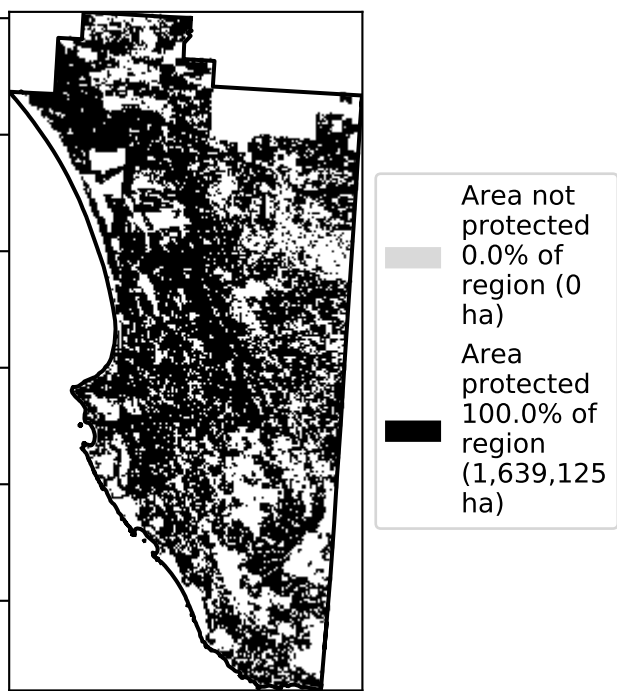 Area not
protected
0.0% of
region (0
ha)
Area
protected
100.0% of
region
(1,639,125
ha)